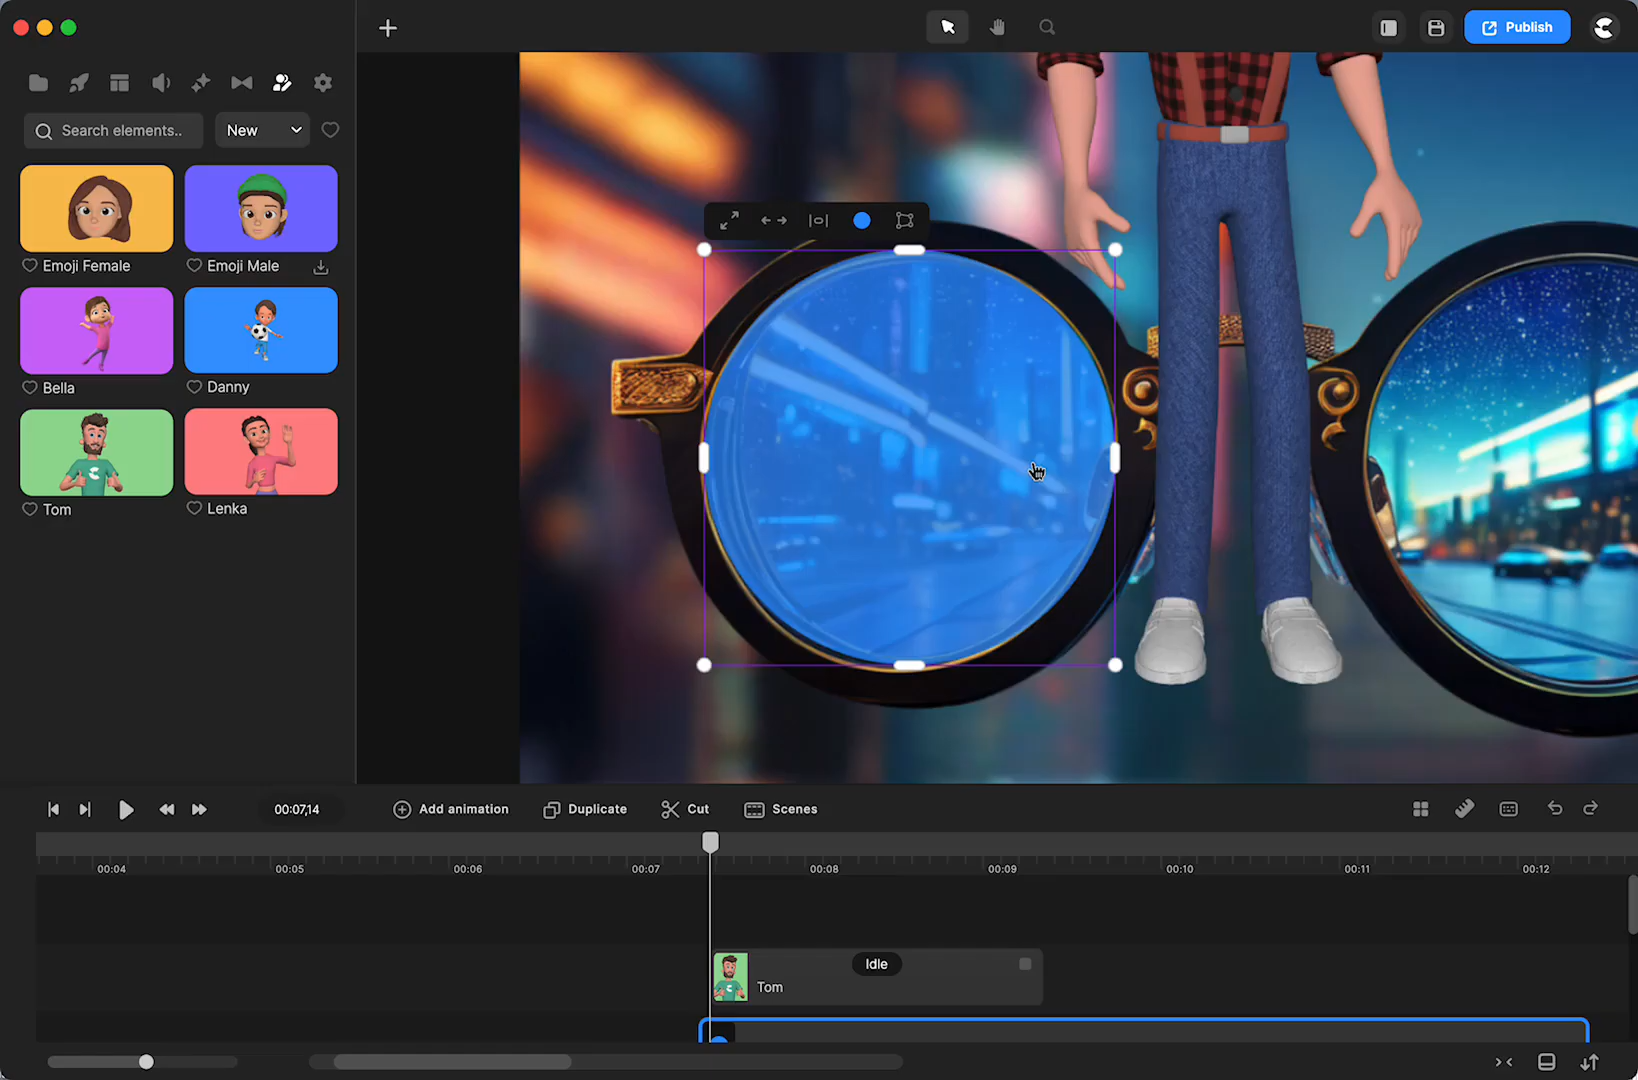 Publish
Search elements..
New
Emoji Female
Emoji Male
Bella
Danny
Tom
Lenka
00:07,14
Add animation
Duplicate
Cut
Scenes
00:04
00:05
00:06
00:07
00:08
00:09
00:10
00:11
00:12
Idle
Tom